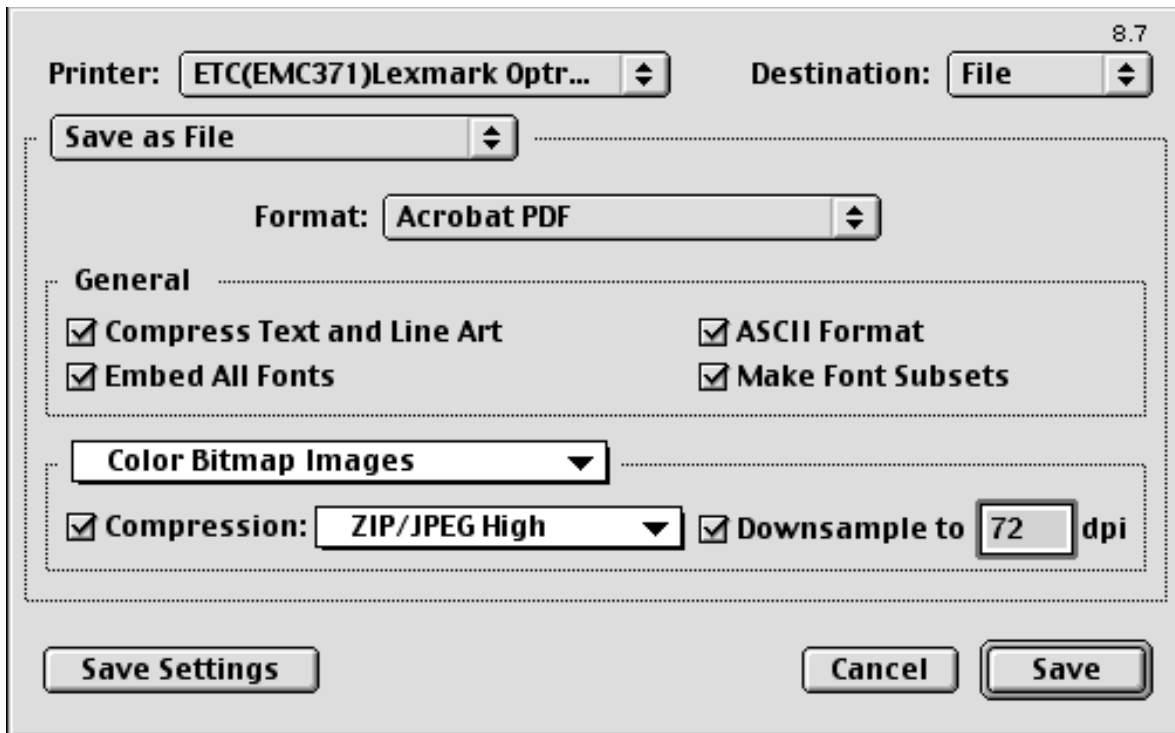 8.7
Printer: ETC(EMC371)Lexmark Optr... Destination: File
Save as File
Format: Acrobat PDF
General
Compress Text and Line Art ASCII Format
Embed All Fonts Make Font Subsets
Color Bitmap Images
Compression: ZIP/JPEG High Downsample to 72 dpi
Save Settings Cancel Save